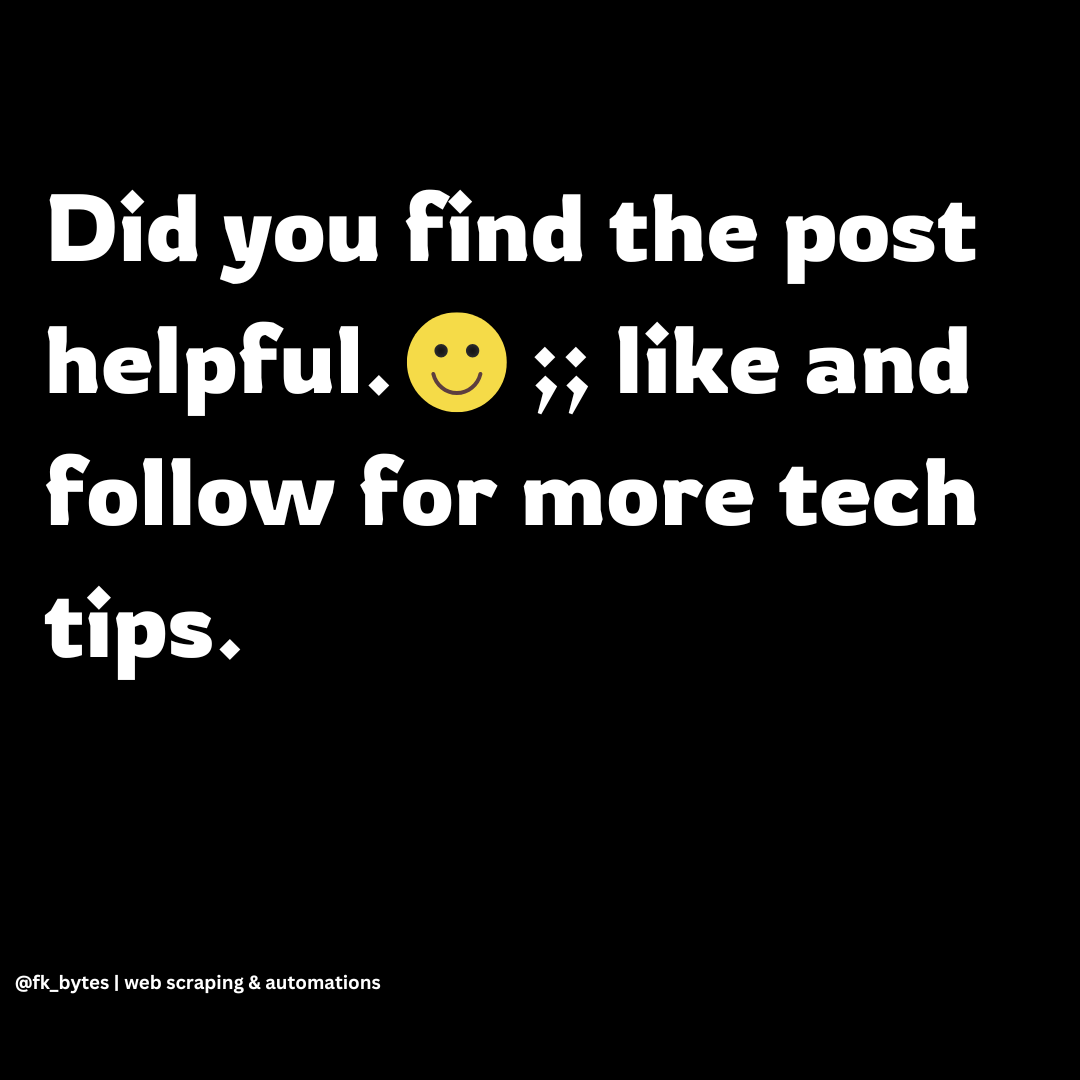 Did you find the post
helpful.🙂 ;; like and
follow for more tech
tips.
@fk_bytes | web scraping & automations